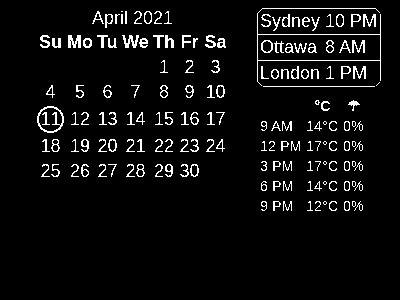 April 2021
Su Mo Tu We Th Fr Sa
1 2 3
4 5 6 7 8 9 10
11 12 13 14 15 16 17
18 19 20 21 22 23 24
25 26 27 28 29 30
Sydney 10 PM
Ottawa 8 AM
London 1 PM
°C ☂
9 AM 14°C 0%
12 PM 17°C 0%
3 PM 17°C 0%
6 PM 14°C 0%
9 PM 12°C 0%